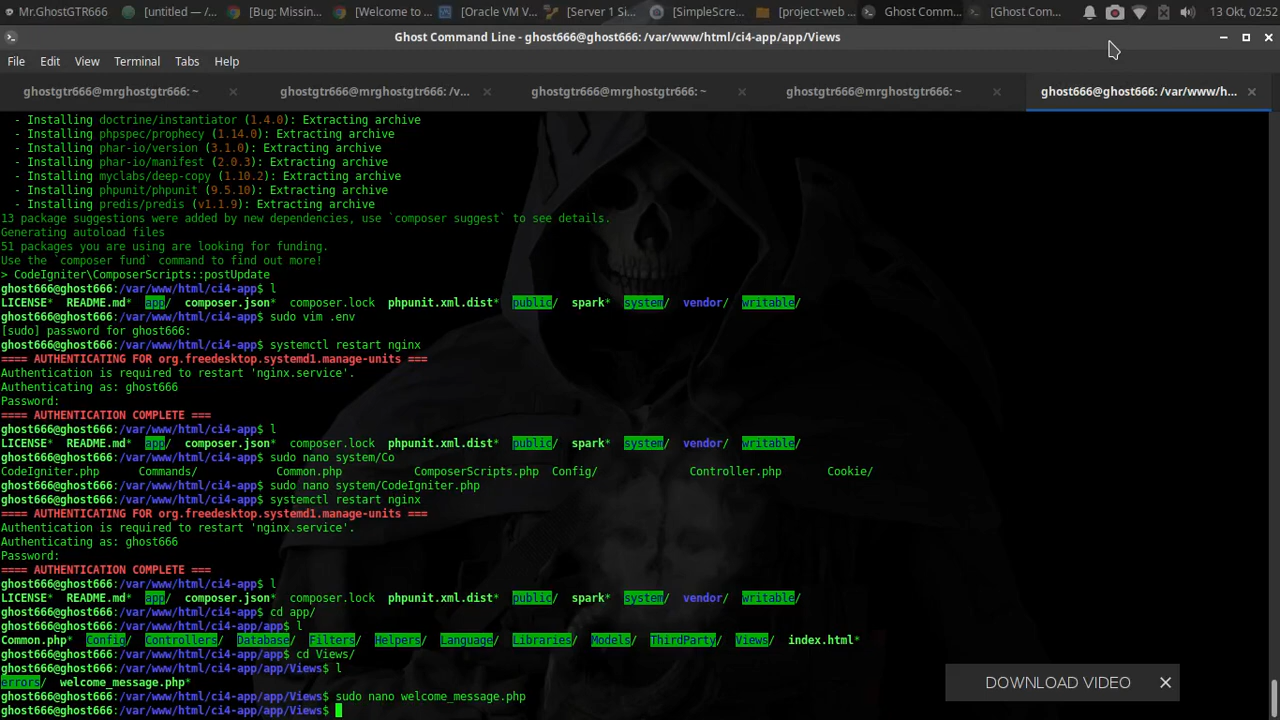 Mr.GhostGTR666 [untitled — /... [Bug: Missin... [Welcome to ... [Oracle VM V... [Server 1 Si... [SimpleScre... [project-web ... Ghost Comm... [Ghost Com... 13 Okt, 02:52
Ghost Command Line - ghost666@ghost666: /var/www/html/ci4-app/app/Views
File Edit View Terminal Tabs Help
ghostgtr666@mrghostgtr666: ~ ghostgtr666@mrghostgtr666: /v... ghostgtr666@mrghostgtr666: ~ ghostgtr666@mrghostgtr666: ~ ghost666@ghost666: /var/www/h...
- Installing doctrine/instantiator (1.4.0): Extracting archive
- Installing phpspec/prophecy (1.14.0): Extracting archive
- Installing phar-io/version (3.1.0): Extracting archive
- Installing phar-io/manifest (2.0.3): Extracting archive
- Installing myclabs/deep-copy (1.10.2): Extracting archive
- Installing phpunit/phpunit (9.5.10): Extracting archive
- Installing predis/predis (v1.1.9): Extracting archive
13 package suggestions were added by new dependencies, use `composer suggest` to see details.
Generating autoload files
51 packages you are using are looking for funding.
Use the `composer fund` command to find out more!
> CodeIgniter\ComposerScripts::postUpdate
ghost666@ghost666:/var/www/html/ci4-app$ l
LICENSE* README.md* app/ composer.json* composer.lock phpunit.xml.dist* public/ spark* system/ vendor/ writable/
ghost666@ghost666:/var/www/html/ci4-app$ sudo vim .env
[sudo] password for ghost666:
ghost666@ghost666:/var/www/html/ci4-app$ systemctl restart nginx
==== AUTHENTICATING FOR org.freedesktop.systemd1.manage-units ===
Authentication is required to restart 'nginx.service'.
Authenticating as: ghost666
Password:
==== AUTHENTICATION COMPLETE ===
ghost666@ghost666:/var/www/html/ci4-app$ l
LICENSE* README.md* app/ composer.json* composer.lock phpunit.xml.dist* public/ spark* system/ vendor/ writable/
ghost666@ghost666:/var/www/html/ci4-app$ sudo nano system/Co
CodeIgniter.php Commands/ Common.php ComposerScripts.php Config/ Controller.php Cookie/
ghost666@ghost666:/var/www/html/ci4-app$ sudo nano system/CodeIgniter.php
ghost666@ghost666:/var/www/html/ci4-app$ systemctl restart nginx
==== AUTHENTICATING FOR org.freedesktop.systemd1.manage-units ===
Authentication is required to restart 'nginx.service'.
Authenticating as: ghost666
Password:
==== AUTHENTICATION COMPLETE ===
ghost666@ghost666:/var/www/html/ci4-app$ l
LICENSE* README.md* app/ composer.json* composer.lock phpunit.xml.dist* public/ spark* system/ vendor/ writable/
ghost666@ghost666:/var/www/html/ci4-app$ cd app/
ghost666@ghost666:/var/www/html/ci4-app/app$ l
Common.php* Config/ Controllers/ Database/ Filters/ Helpers/ Language/ Libraries/ Models/ ThirdParty/ Views/ index.html*
ghost666@ghost666:/var/www/html/ci4-app/app$ cd Views/
ghost666@ghost666:/var/www/html/ci4-app/app/Views$ l
errors/ welcome_message.php*
ghost666@ghost666:/var/www/html/ci4-app/app/Views$ sudo nano welcome_message.php
ghost666@ghost666:/var/www/html/ci4-app/app/Views$
DOWNLOAD VIDEO